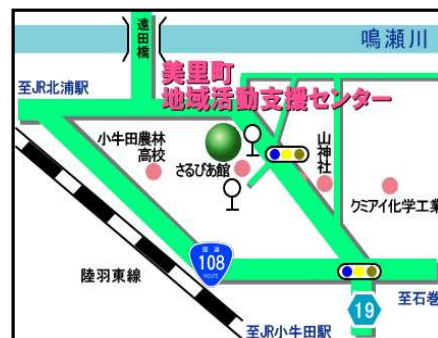 遠田橋
鳴瀬川
美里町
地域活動支援センター
至JR北浦駅
小牛田農林
高校
さるびあ館
山神社
クミアイ化学工業
国道
108
ROUTE
陸羽東線
19
至石巻
至JR小牛田駅